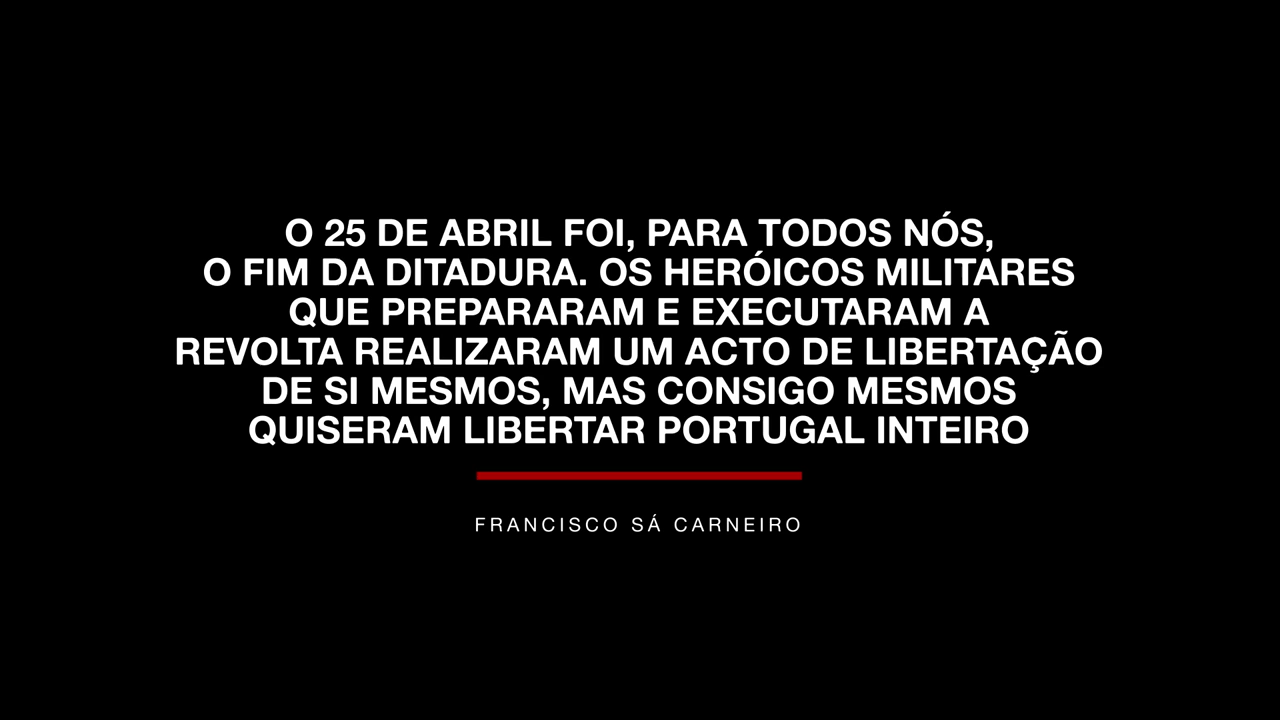 O 25 DE ABRIL FOI, PARA TODOS NÓS,
O FIM DA DITADURA. OS HERÓICOS MILITARES
QUE PREPARARAM E EXECUTARAM A
REVOLTA REALIZARAM UM ACTO DE LIBERTAÇÃO
DE SI MESMOS, MAS CONSIGO MESMOS
QUISERAM LIBERTAR PORTUGAL INTEIRO
FRANCISCO SÁ CARNEIRO